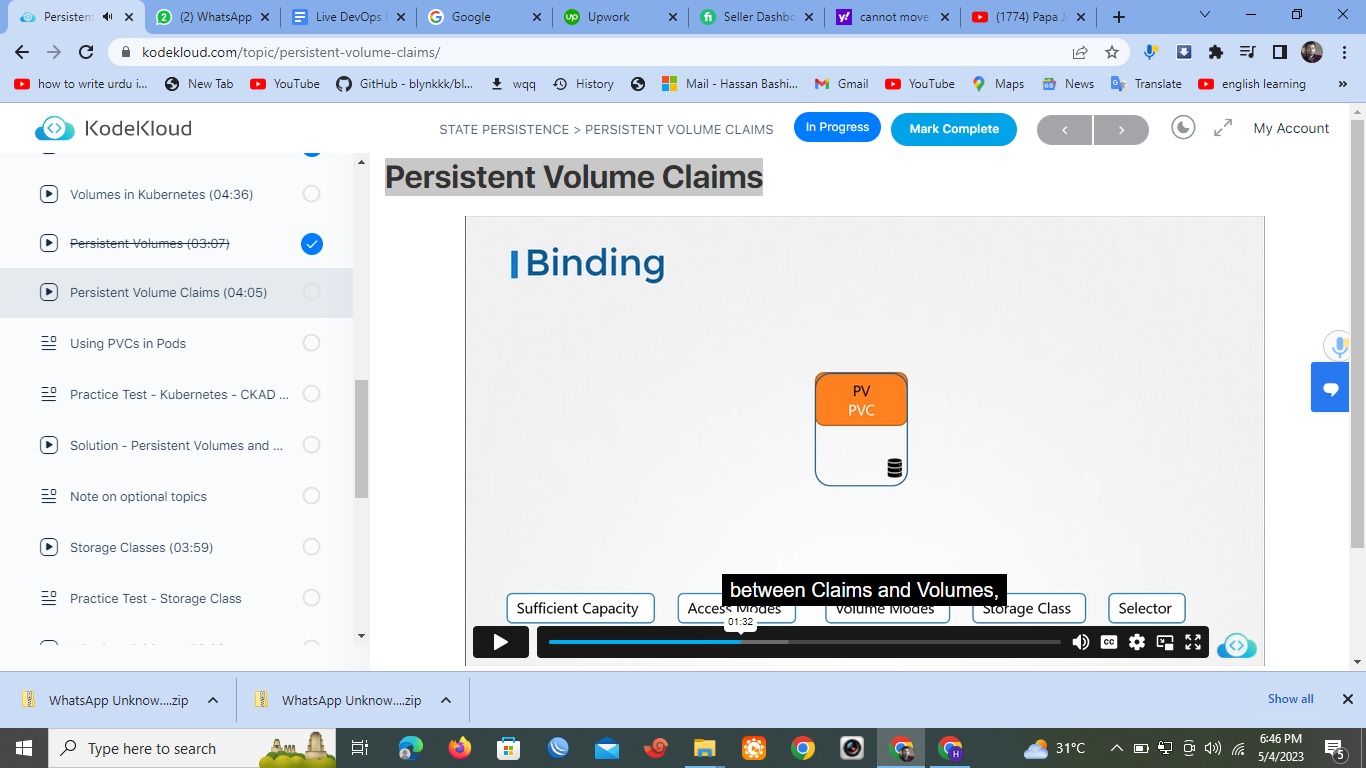 Persistent
(2) WhatsApp
Live DevOps
Google
Upwork
Seller Dashbo
cannot move
(1774) Papa J
kodekloud.com/topic/persistent-volume-claims/
how to write urdu i...
New Tab
YouTube
GitHub - blynkkk/bl...
wqq
History
Mail - Hassan Bashi...
Gmail
YouTube
Maps
News
Translate
english learning
KodeKloud
STATE PERSISTENCE > PERSISTENT VOLUME CLAIMS
In Progress
Mark Complete
My Account
Volumes in Kubernetes (04:36)
Persistent Volumes (03:07)
Persistent Volume Claims (04:05)
Using PVCs in Pods
Practice Test - Kubernetes - CKAD ...
Solution - Persistent Volumes and ...
Note on optional topics
Storage Classes (03:59)
Practice Test - Storage Class
Persistent Volume Claims
Binding
PV
PVC
between Claims and Volumes,
Sufficient Capacity
Access Modes
Volume Modes
Storage Class
Selector
01:32
CC
WhatsApp Unknow....zip
WhatsApp Unknow....zip
Show all
Type here to search
31°C
6:46 PM
5/4/2023
5